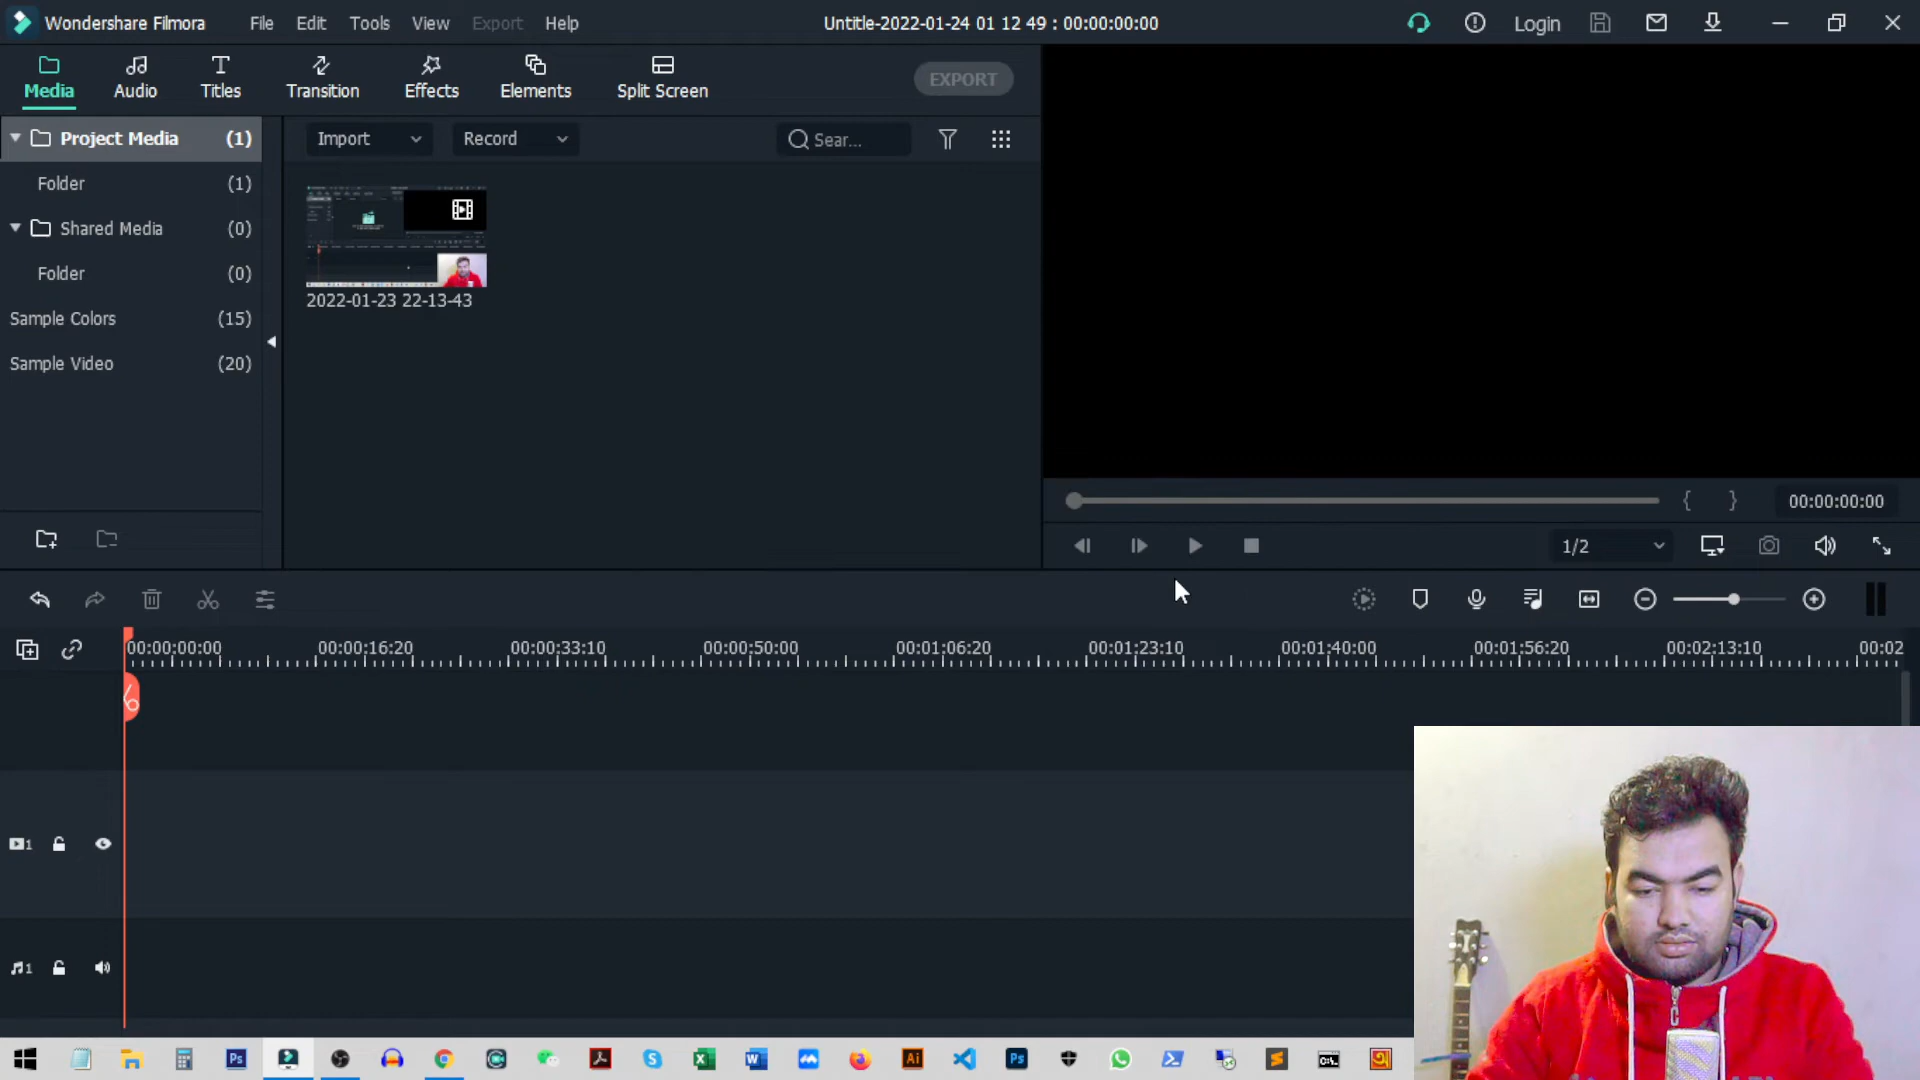 Wondershare Filmora File Edit Tools View Export Help Untitle-2022-01-24 01 12 49 : 00:00:00:00 Login
Media Audio Titles Transition Effects Elements Split Screen EXPORT
Project Media (1)
Folder (1)
Shared Media (0)
Folder (0)
Sample Colors (15)
Sample Video (20)
Import Record Sear...
2022-01-23 22-13-43
00:00:00:00
1/2
00:00:00:00 00:00:16:20 00:00:33:10 00:00:50:00 00:01:06:20 00:01:23:10 00:01:40:00 00:01:56:20 00:02:13:10 00:02
1
1
Ps Ai Ps